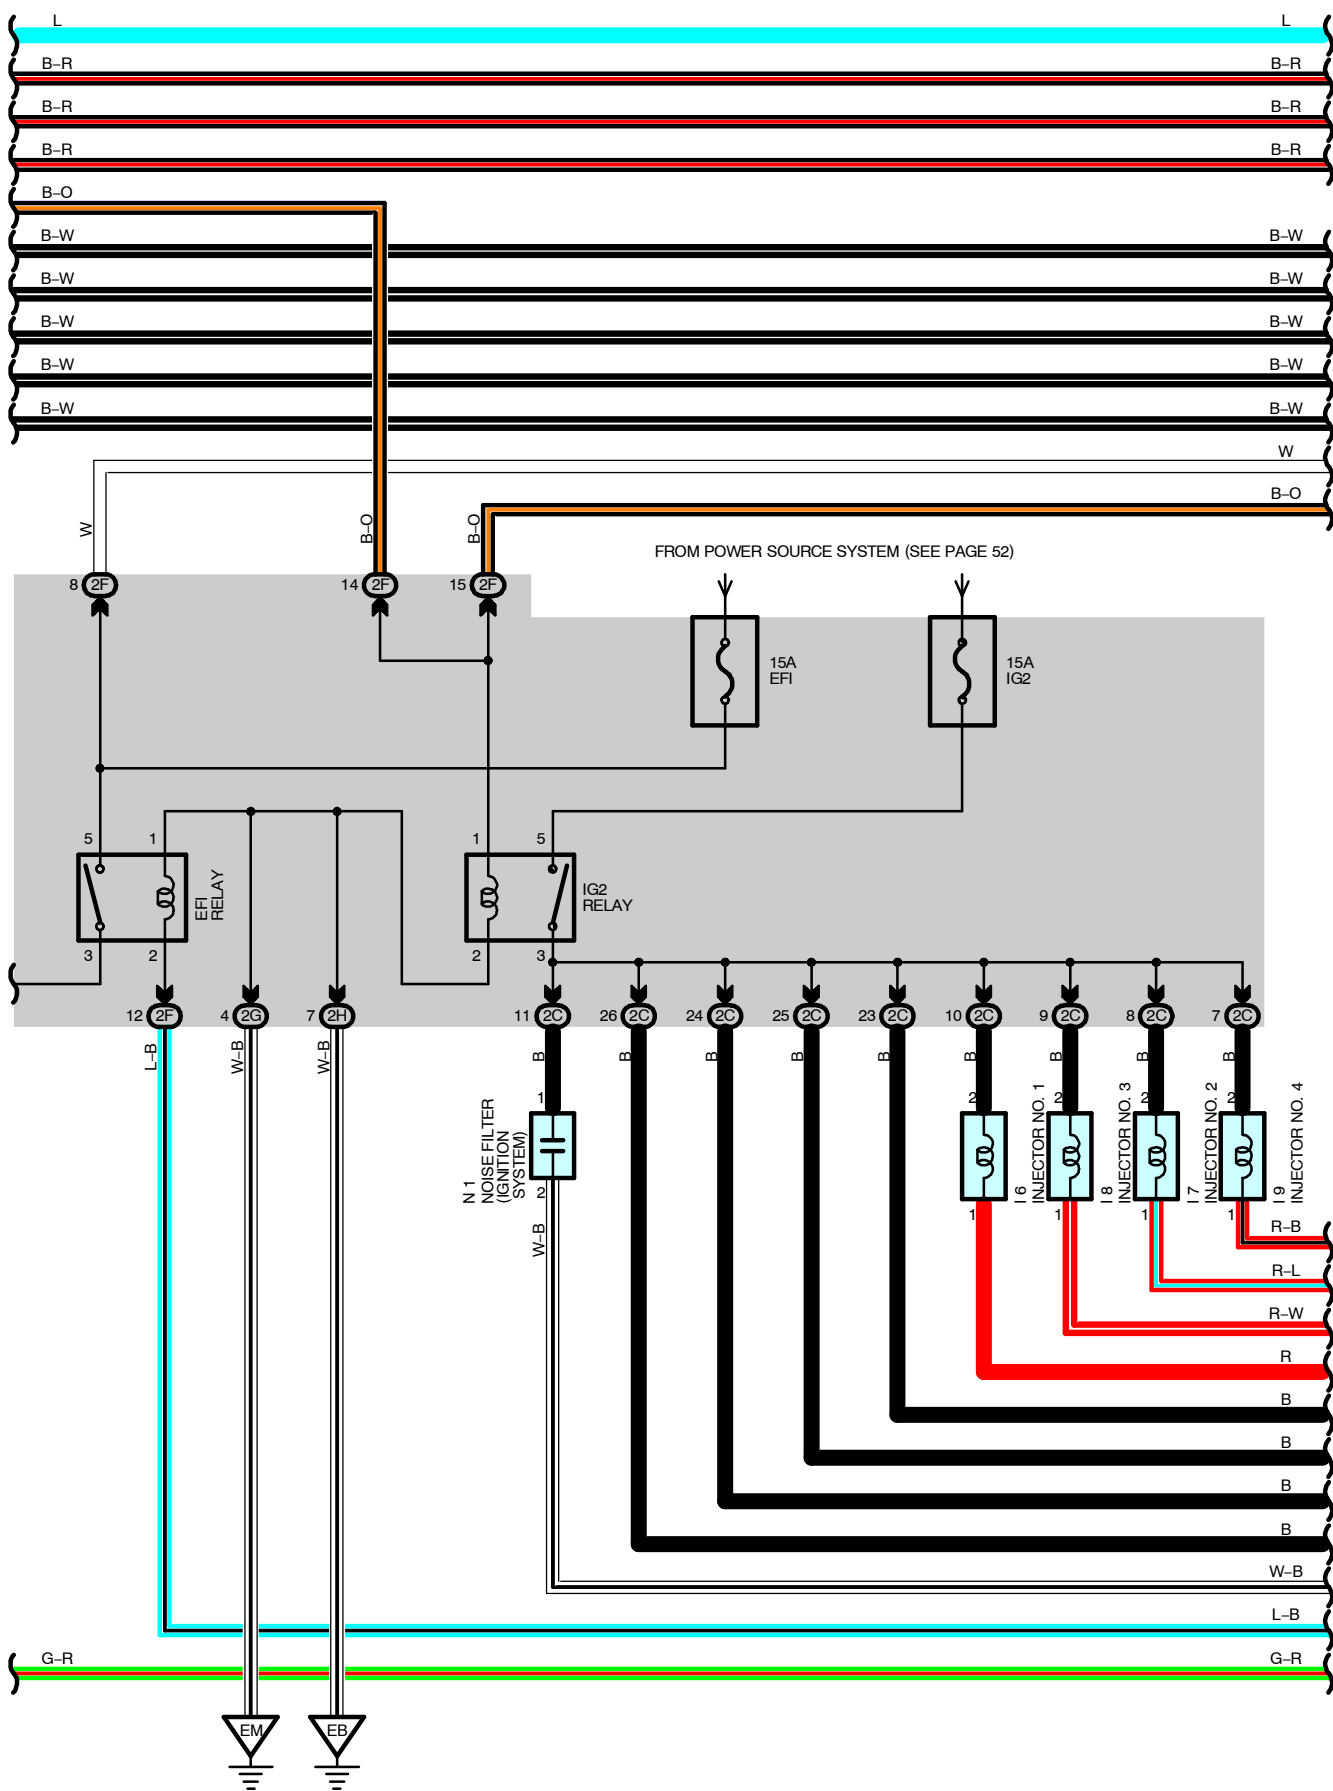 L L
B–R B–R
B–R B–R
B–R B–R
B–O
B–W B–W
B–W B–W
B–W B–W
B–W B–W
B–W B–W
W
B–O
W B–O B–O
FROM POWER SOURCE SYSTEM (SEE PAGE 52)
8 2F 14 2F 15 2F
15A
EFI
15A
IG2
5 1 1 5
EFI
RELAY
IG2
RELAY
3 2 2 3
12 2F 4 2G 7 2H 11 2C 26 2C 24 2C 25 2C 23 2C 10 2C 9 2C 8 2C 7 2C
L–B W–B W–B B B B B B B B B B
1 2 2 2 2
N 1
NOISE FILTER
(IGNITION
SYSTEM)
I 6
INJECTOR NO. 1
I 8
INJECTOR NO. 3
I 7
INJECTOR NO. 2
I 9
INJECTOR NO. 4
2 1 1 1 1
W–B
R–B
R–L
R–W
R
B
B
B
B
W–B
L–B
G–R G–R
EM EB